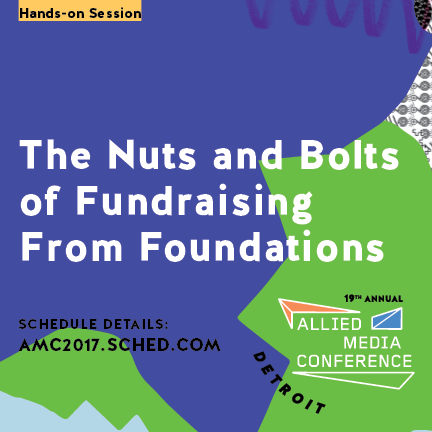 Hands-on Session
The Nuts and Bolts
of Fundraising
From Foundations
SCHEDULE DETAILS:
AMC2017.SCHED.COM
19TH ANNUAL
ALLIED
MEDIA
CONFERENCE
DETROIT